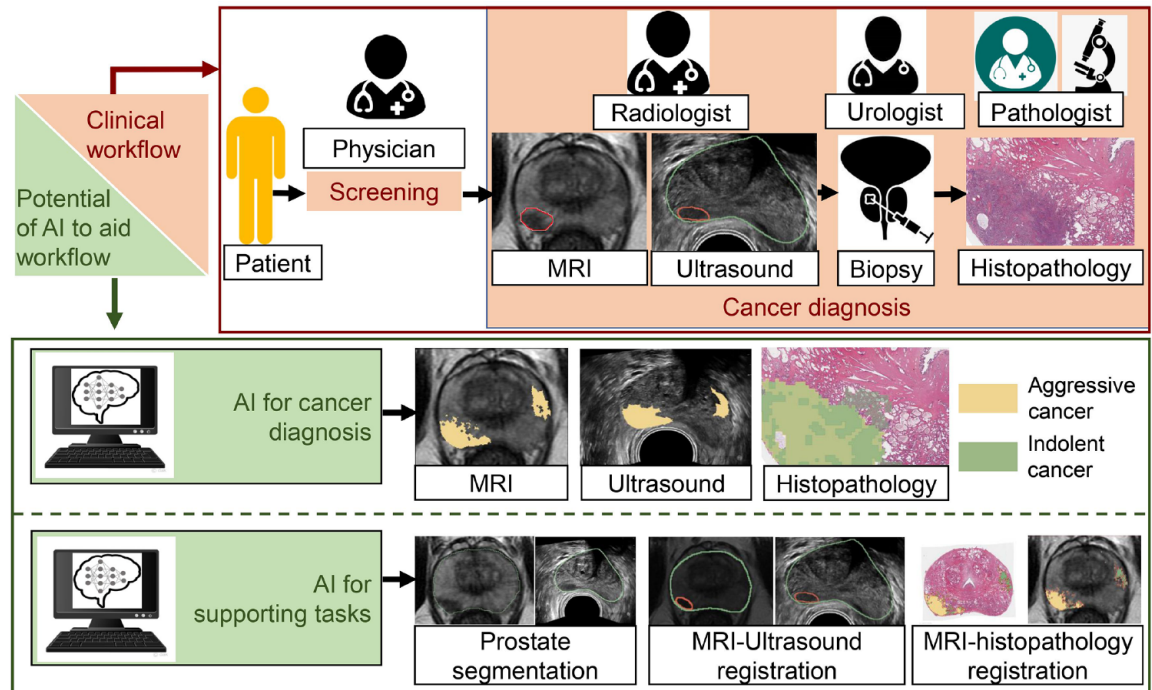 Clinical
workflow
Potential
of AI to aid
workflow
Patient
Physician
Screening
Radiologist
Urologist
Pathologist
MRI
Ultrasound
Biopsy
Histopathology
Cancer diagnosis
AI for cancer
diagnosis
MRI
Ultrasound
Histopathology
Aggressive
cancer
Indolent
cancer
AI for
supporting tasks
Prostate
segmentation
MRI-Ultrasound
registration
MRI-histopathology
registration